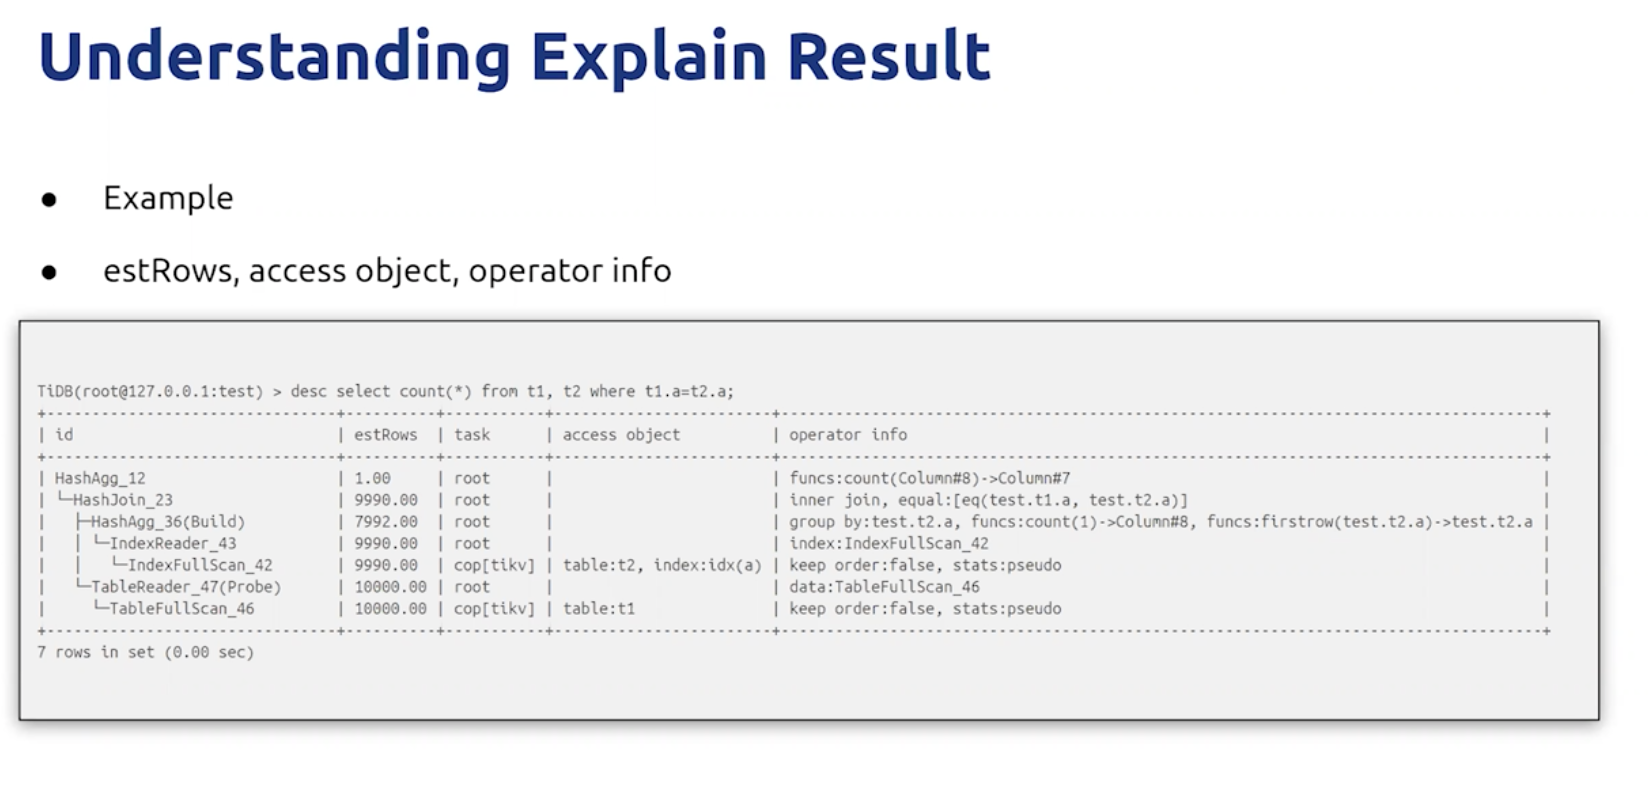 Understanding Explain Result
● Example
● estRows, access object, operator info
TiDB(root@127.0.0.1:test) > desc select count(*) from t1, t2 where t1.a=t2.a;
+---------------------------------+----------+-----------+------------------------+------------------------------------------------------------------------------------+
| id                              | estRows  | task      | access object          | operator info                                                                      |
+---------------------------------+----------+-----------+------------------------+------------------------------------------------------------------------------------+
| HashAgg_12                      | 1.00     | root      |                        | funcs:count(Column#8)->Column#7                                                    |
| └─HashJoin_23                   | 9990.00  | root      |                        | inner join, equal:[eq(test.t1.a, test.t2.a)]                                       |
|   ├─HashAgg_36(Build)           | 7992.00  | root      |                        | group by:test.t2.a, funcs:count(1)->Column#8, funcs:firstrow(test.t2.a)->test.t2.a |
|   │ └─IndexReader_43            | 9990.00  | root      |                        | index:IndexFullScan_42                                                             |
|   │   └─IndexFullScan_42        | 9990.00  | cop[tikv] | table:t2, index:idx(a) | keep order:false, stats:pseudo                                                     |
|   └─TableReader_47(Probe)       | 10000.00 | root      |                        | data:TableFullScan_46                                                              |
|     └─TableFullScan_46          | 10000.00 | cop[tikv] | table:t1               | keep order:false, stats:pseudo                                                     |
+---------------------------------+----------+-----------+------------------------+------------------------------------------------------------------------------------+
7 rows in set (0.00 sec)